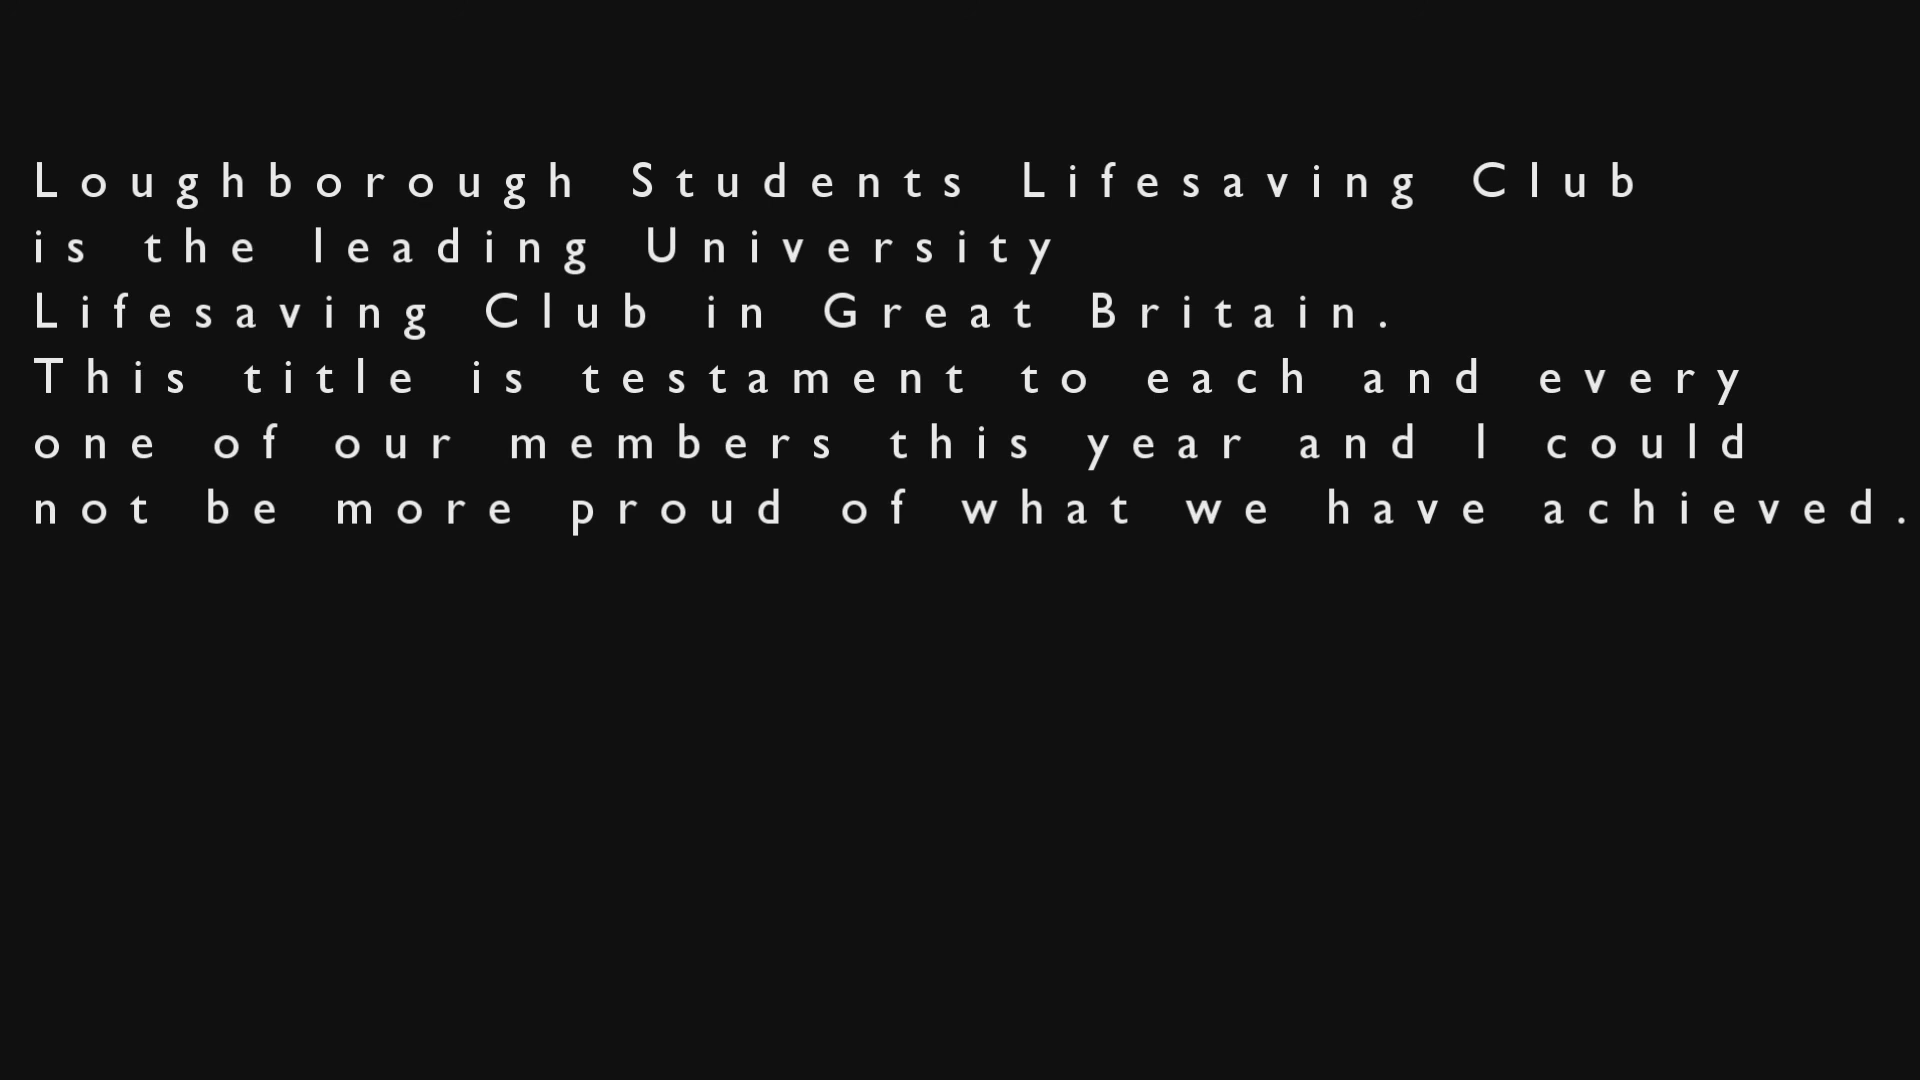 Loughborough Students Lifesaving Club
is the leading University
Lifesaving Club in Great Britain.
This title is testament to each and every
one of our members this year and I could
not be more proud of what we have achieved.